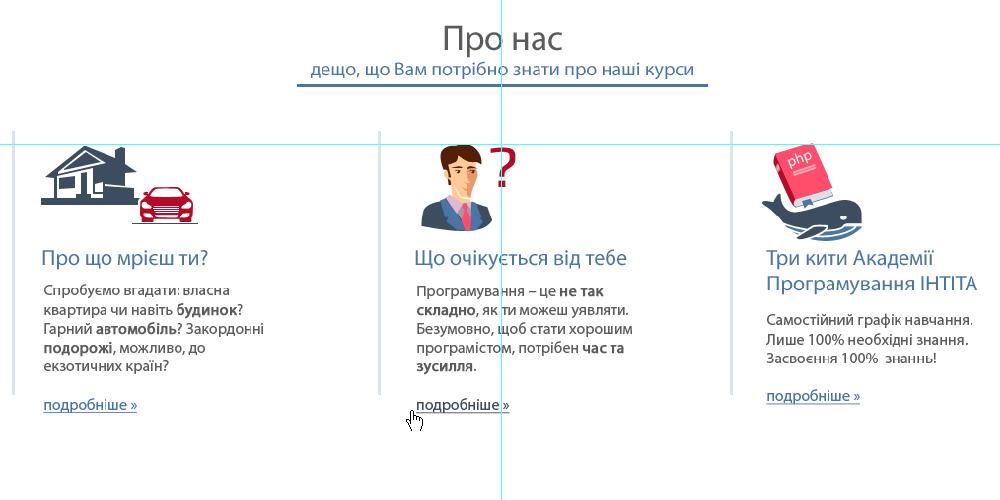 Про нас
дещо, що Вам потрібно знати про наші курси
?
php
Про що мрієш ти?
Спробуємо вгадати: власна
квартира чи навіть будинок?
Гарний автомобіль? Закордонні
подорожі, можливо, до
екзотичних країн?
подробніше »
Що очікується від тебе
Програмування – це не так
складно, як ти можеш уявляти.
Безумовно, щоб стати хорошим
програмістом, потрібен час та
зусилля.
подробніше »
Три кити Академії
Програмування ІНТІТА
Самостійний графік навчання.
Лише 100% необхідні знання.
Засвоєння 100% знань!
подробніше »